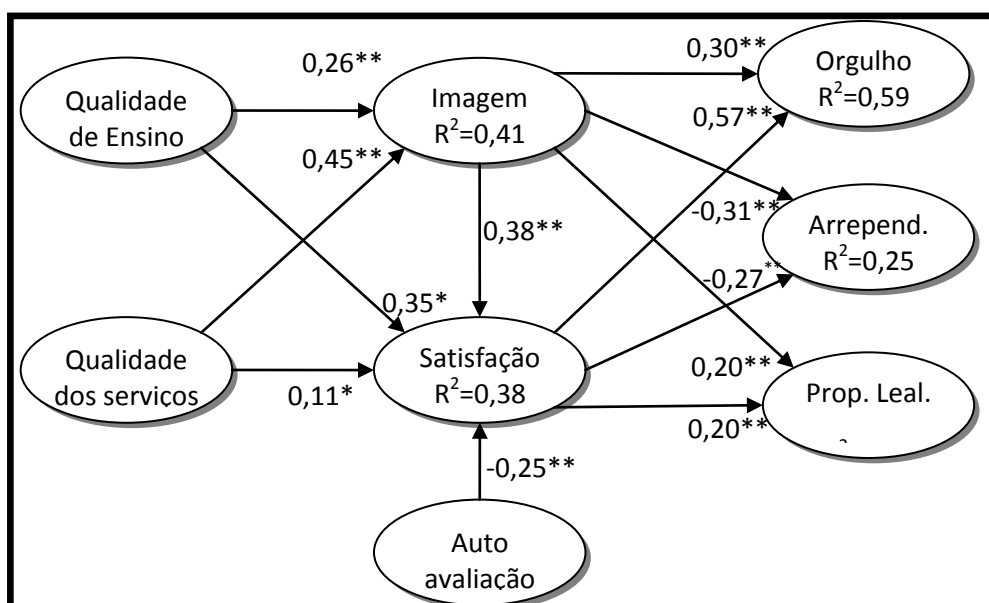 Qualidade
de Ensino
0,26**
Imagem
R²=0,41
0,30**
Orgulho
R²=0,59
0,57**
0,45**
0,38**
-0,31**
Arrepend.
R²=0,25
-0,27**
0,35*
Qualidade
dos serviços
0,11*
Satisfação
R²=0,38
0,20**
0,20**
Prop. Leal.
-0,25**
Auto
avaliação